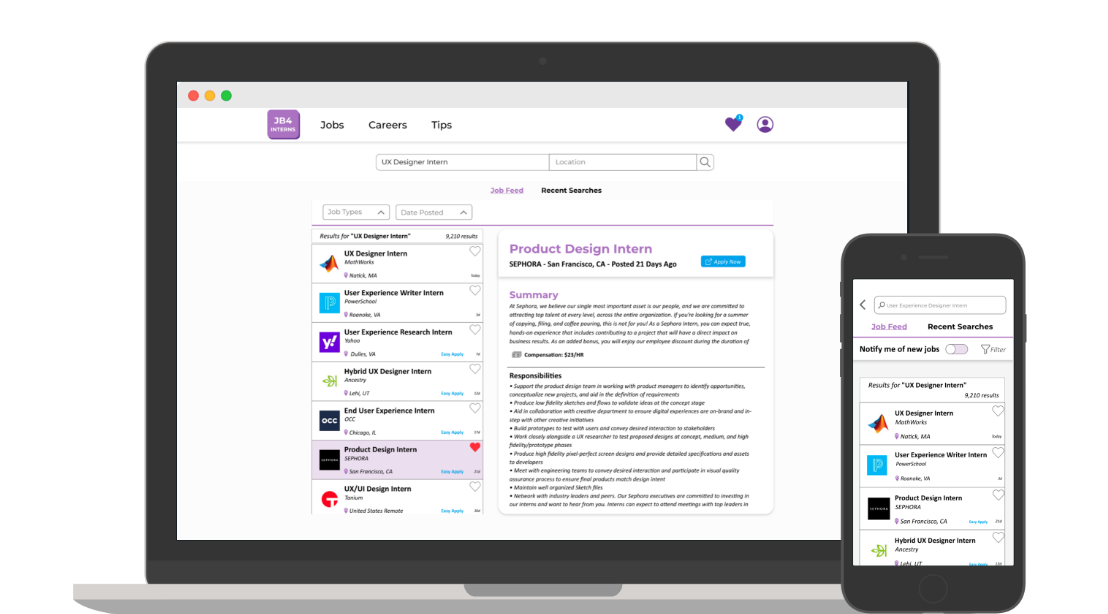 JB4
INTERNS
Jobs
Careers
Tips
1
UX Designer Intern
Location
Job Feed
Recent Searches
Job Types
Date Posted
Results for "UX Designer Intern"
9,210 results
UX Designer Intern
MathWorks
Natick, MA
Today
User Experience Writer Intern
PowerSchool
Roanoke, VA
User Experience Research Intern
y!
Yahoo
Dulles, VA
Easy Apply
Hybrid UX Designer Intern
Ancestry
Lehi, UT
Easy Apply
End User Experience Intern
OCC
OCC
Chicago, IL
Easy Apply
Product Design Intern
SEPHORA
SEPHORA
San Francisco, CA
Easy Apply
21d
UX/UI Design Intern
Tanium
United States Remote
Easy Apply
30d
Product Design Intern
SEPHORA - San Francisco, CA - Posted 21 Days Ago
Apply Now
Summary
At Sephora, we believe our single most important asset is our people, and we are committed to
attracting top talent at every level, across the entire organization. If you're looking for a summer
of copying, filing, and coffee pouring, this is not for you! As a Sephora Intern, you can expect true,
hands-on experience that includes contributing to a project that will have a direct impact on
business results. As an added bonus, you will enjoy our employee discount during the duration of
Compensation: $23/HR
Responsibilities
• Support the product design team in working with product managers to identify opportunities,
conceptualize new projects, and aid in the definition of requirements
• Produce low fidelity sketches and flows to validate ideas at the concept stage
• Aid in collaboration with creative department to ensure digital experiences are on-brand and in-
step with other creative initiatives
• Build prototypes to test with users and convey desired interaction to stakeholders
• Work closely alongside a UX researcher to test proposed designs at concept, medium, and high
fidelity/prototype phases
• Produce high fidelity pixel-perfect screen designs and provide detailed specifications and assets
to developers
• Meet with engineering teams to convey desired interaction and participate in visual quality
assurance process to ensure final products match design intent
• Maintain well organized Sketch files
• Network with industry leaders and peers. Our Sephora executives are committed to investing in
our interns and want to hear from you. Interns can expect to attend meetings with top leaders in
User Experience Designer Intern
Job Feed
Recent Searches
Notify me of new jobs
Filter
Results for "UX Designer Intern"
9,210 results
UX Designer Intern
MathWorks
Natick, MA
Today
User Experience Writer Intern
PowerSchool
Roanoke, VA
Product Design Intern
SEPHORA
SEPHORA
San Francisco, CA
Easy Apply
21d
Hybrid UX Designer Intern
Ancestry
Lehi, UT
Easy Apply